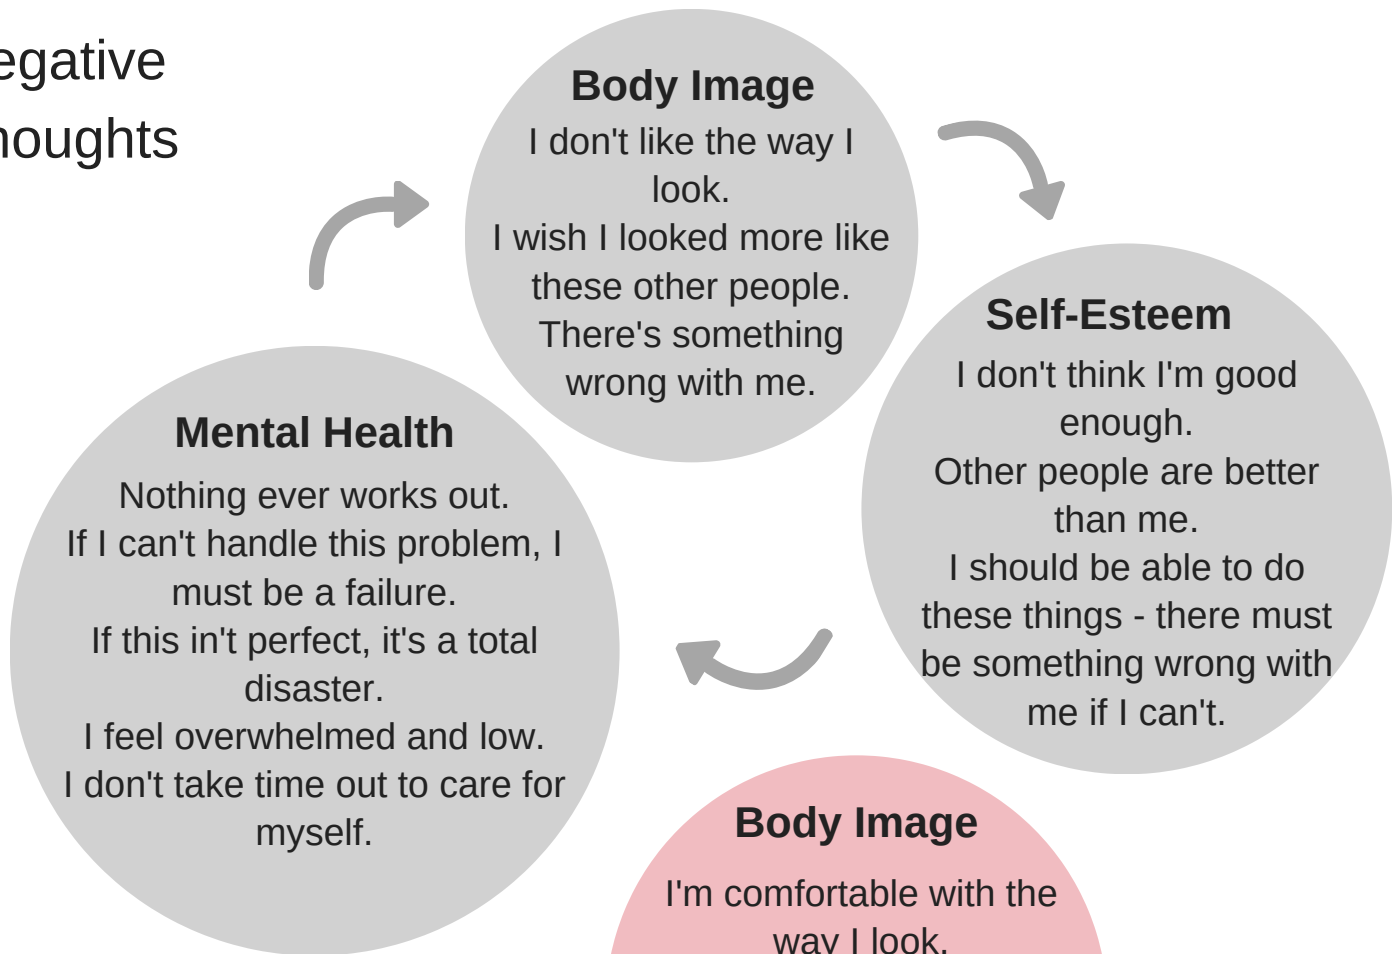 egative
houghts
Body Image
I don't like the way I
look.
I wish I looked more like
these other people.
There's something
wrong with me.
Self-Esteem
I don't think I'm good
enough.
Other people are better
than me.
I should be able to do
these things - there must
be something wrong with
me if I can't.
Mental Health
Nothing ever works out.
If I can't handle this problem, I
must be a failure.
If this in't perfect, it's a total
disaster.
I feel overwhelmed and low.
I don't take time out to care for
myself.
Body Image
I'm comfortable with the
way I look.